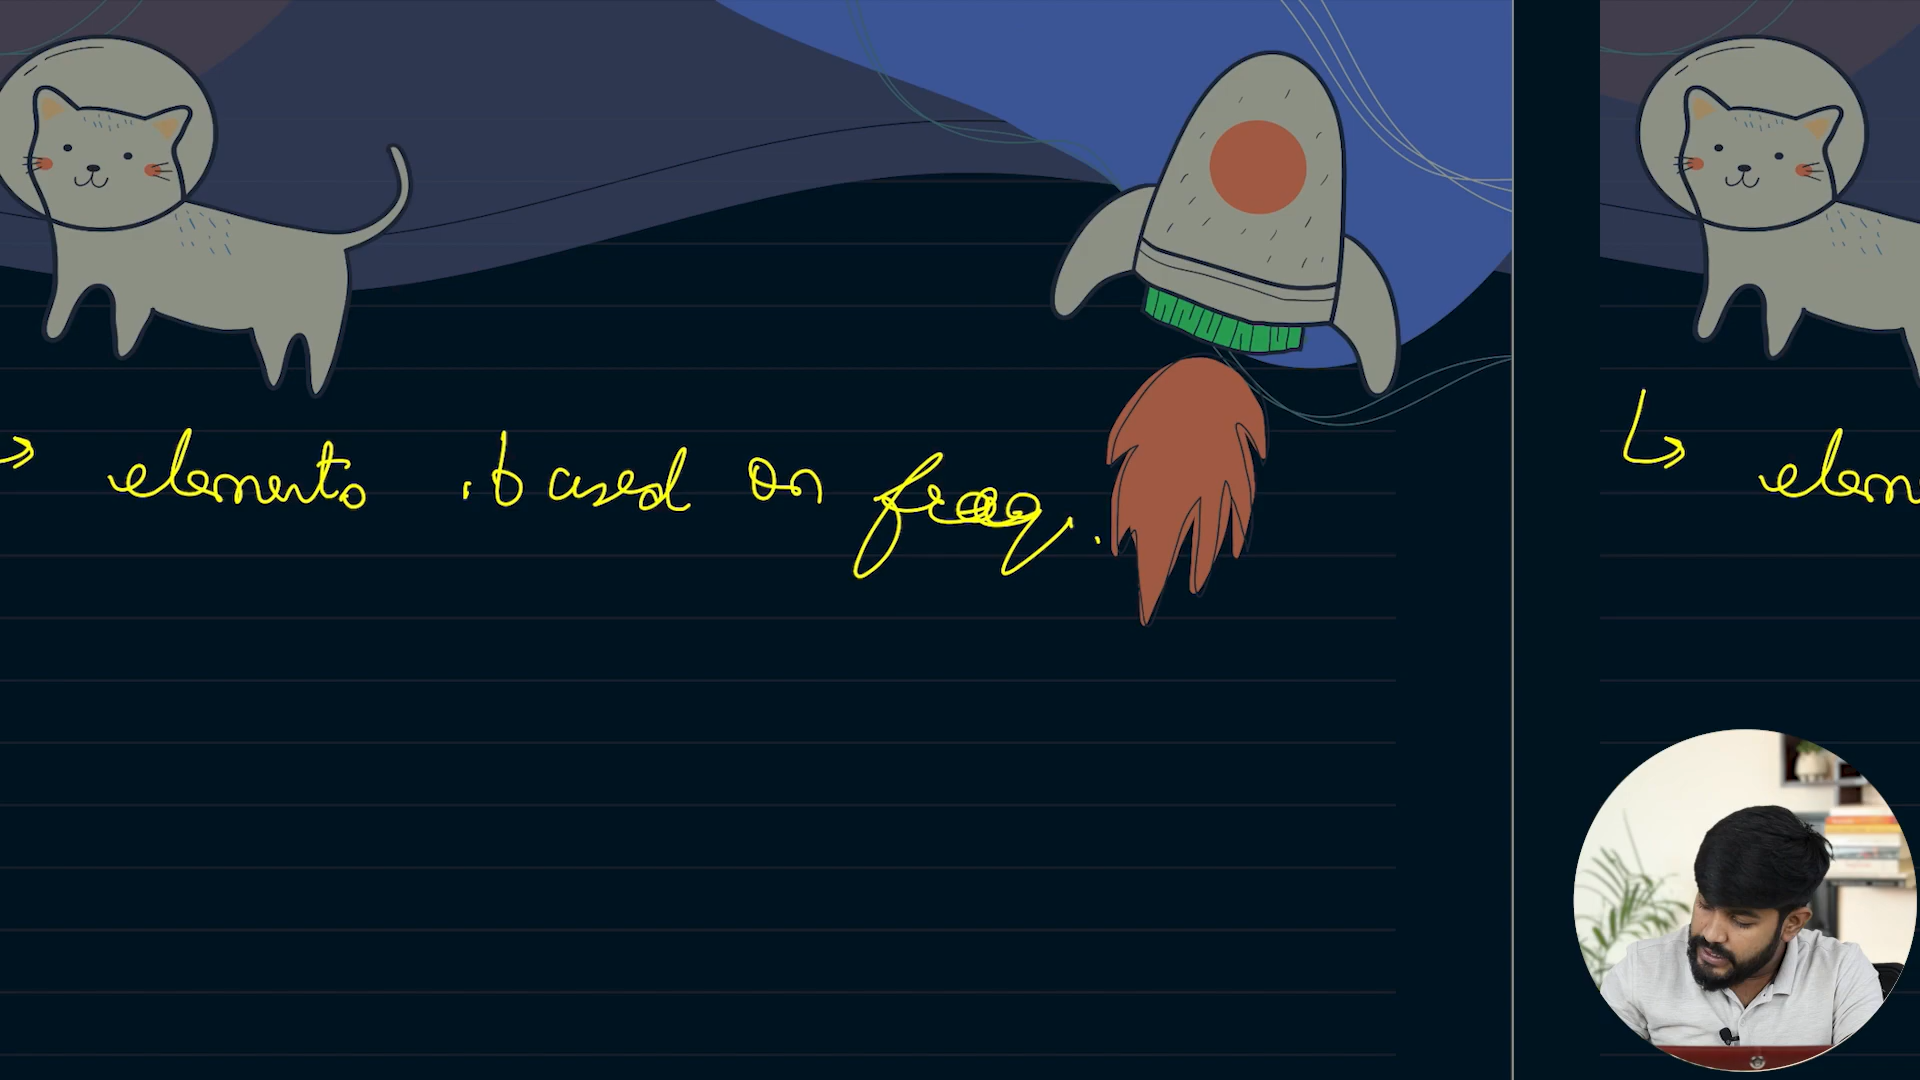 → elements based on freq.
↳ elem